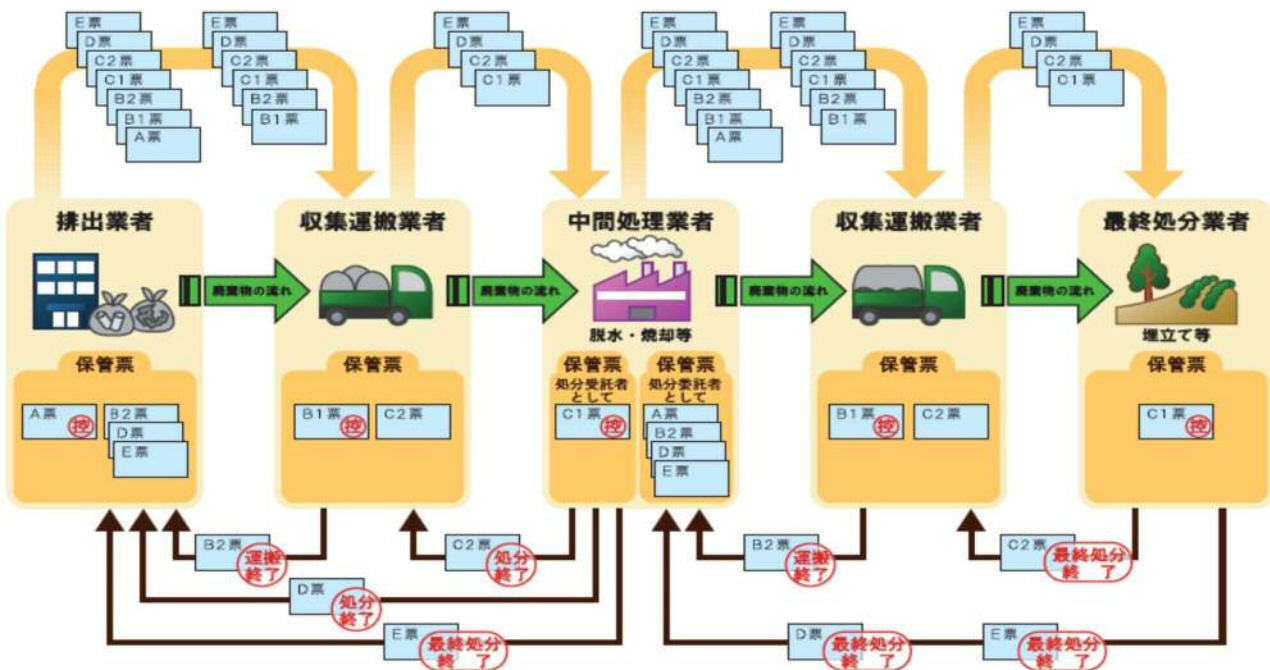 E票
D票
C2票
C1票
B2票
B1票
A票
E票
D票
C2票
C1票
B2票
B1票
E票
D票
C2票
C1票
E票
D票
C2票
C1票
B2票
B1票
A票
E票
D票
C2票
C1票
B2票
B1票
E票
D票
C2票
C1票
排出業者
収集運搬業者
中間処理業者
収集運搬業者
最終処分業者
廃棄物の流れ
廃棄物の流れ
廃棄物の流れ
廃棄物の流れ
脱水・焼却等
埋立て等
保管票
A票
控
B2票
D票
E票
保管票
B1票
控
C2票
保管票
処分受託者
として
C1票
控
保管票
処分委託者
として
A票
B2票
D票
E票
保管票
B1票
控
C2票
保管票
C1票
控
B2票
運搬
終了
C2票
処分
終了
B2票
運搬
終了
C2票
最終処分
終 了
D票
処分
終了
E票
最終処分
終 了
D票
最終処分
終 了
E票
最終処分
終 了